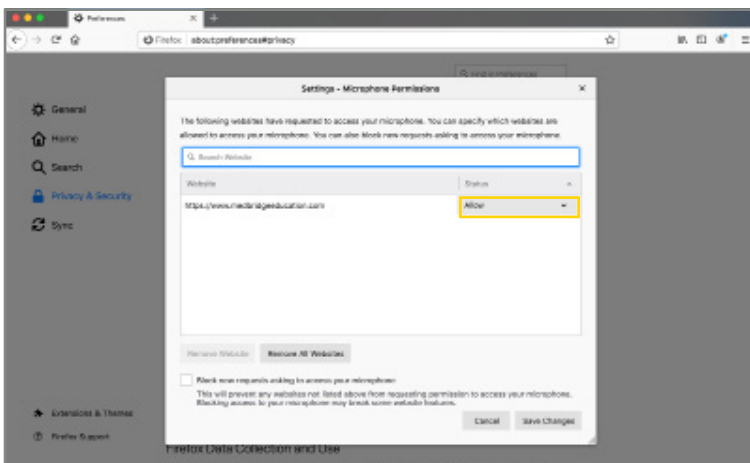 Preferences
Firefox about:preferences#privacy
Find in Preferences
Settings - Microphone Permissions
General
Home
Search
Privacy & Security
Sync
The following websites have requested to access your microphone. You can specify which websites are
allowed to access your microphone. You can also block new requests asking to access your microphone.
Search Website
Website Status
https://www.medbridgeeducation.com Allow
Remove Website Remove All Websites
Block new requests asking to access your microphone
This will prevent any websites not listed above from requesting permission to access your microphone.
Blocking access to your microphone may break some website features.
Cancel Save Changes
Extensions & Themes
Firefox Support
Firefox Data Collection and Use